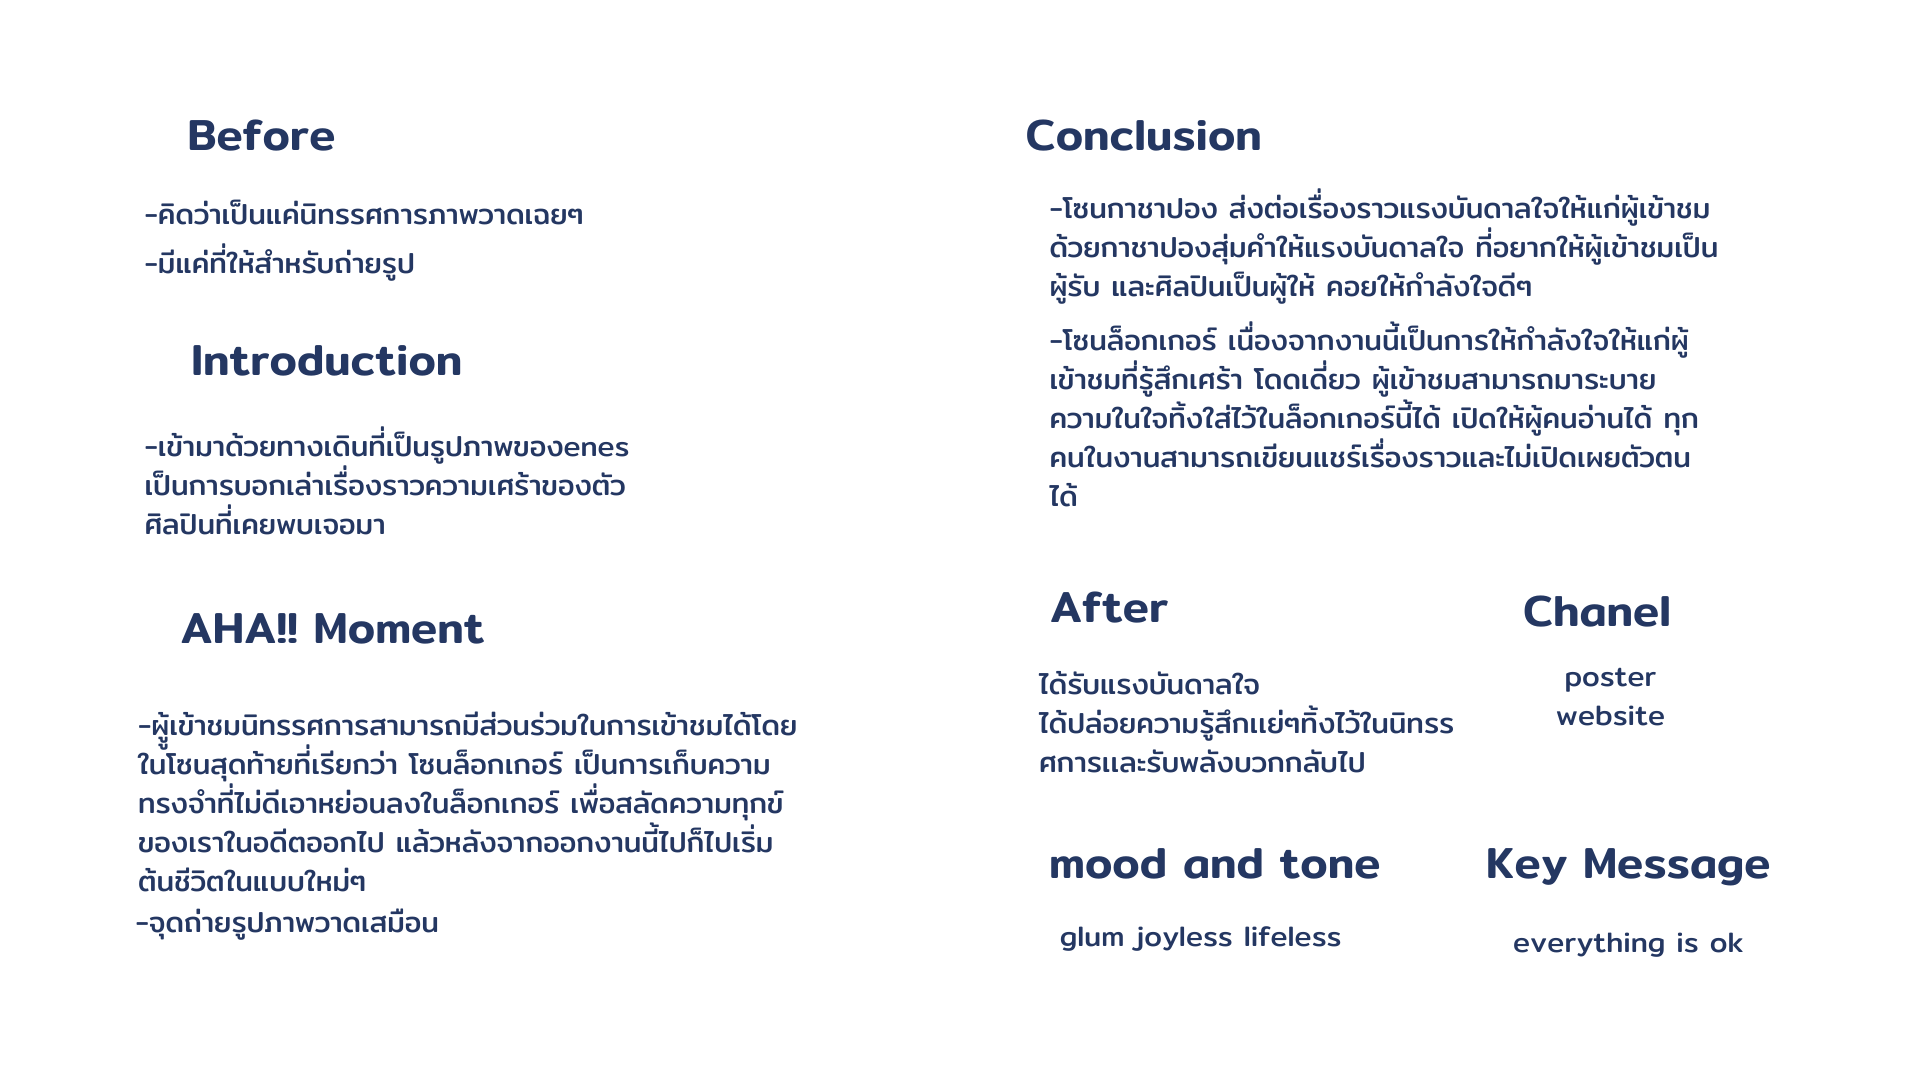 Before
-คิดว่าเป็นแค่นิทรรศการภาพวาดเฉยๆ
-มีแค่ที่ให้สำหรับถ่ายรูป
Introduction
-เข้ามาด้วยทางเดินที่เป็นรูปภาพของenes
เป็นการบอกเล่าเรื่องราวความเศร้าของตัว
ศิลปินที่เคยพบเจอมา
AHA!! Moment
-ผู้เข้าชมนิทรรศการสามารถมีส่วนร่วมในการเข้าชมได้โดย
ในโซนสุดท้ายที่เรียกว่า โซนล็อกเกอร์ เป็นการเก็บความ
ทรงจำที่ไม่ดีเอาหย่อนลงในล็อกเกอร์ เพื่อสลัดความทุกข์
ของเราในอดีตออกไป แล้วหลังจากออกงานนี้ไปก็ไปเริ่ม
ต้นชีวิตในแบบใหม่ๆ
-จุดถ่ายรูปภาพวาดเสมือน
Conclusion
-โซนกาชาปอง ส่งต่อเรื่องราวแรงบันดาลใจให้แก่ผู้เข้าชม
ด้วยกาชาปองสุ่มคำให้แรงบันดาลใจ ที่อยากให้ผู้เข้าชมเป็น
ผู้รับ และศิลปินเป็นผู้ให้ คอยให้กำลังใจดีๆ
-โซนล็อกเกอร์ เนื่องจากงานนี้เป็นการให้กำลังใจให้แก่ผู้
เข้าชมที่รู้สึกเศร้า โดดเดี่ยว ผู้เข้าชมสามารถมาระบาย
ความในใจทิ้งใส่ไว้ในล็อกเกอร์นี้ได้ เปิดให้ผู้คนอ่านได้ ทุก
คนในงานสามารถเขียนแชร์เรื่องราวและไม่เปิดเผยตัวตน
ได้
After
ได้รับแรงบันดาลใจ
ได้ปล่อยความรู้สึกแย่ๆทิ้งไว้ในนิทรร
ศการและรับพลังบวกกลับไป
Chanel
poster
website
mood and tone
glum joyless lifeless
Key Message
everything is ok